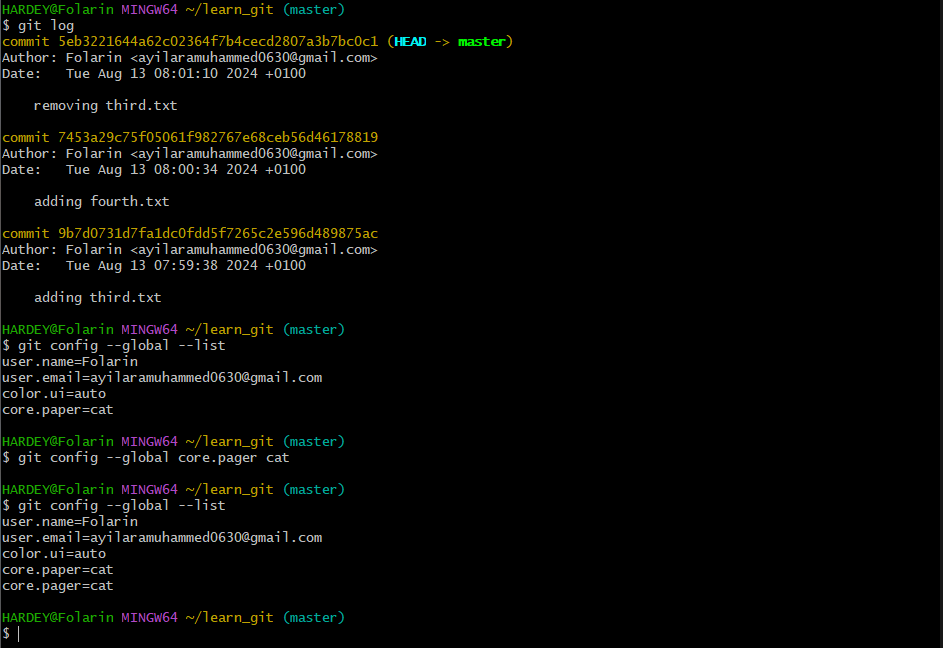 HARDEY@Folarin MINGW64 ~/learn_git (master)
$ git log
commit 5eb3221644a62c02364f7b4cecd2807a3b7bc0c1 (HEAD -> master)
Author: Folarin <ayilaramuhammed0630@gmail.com>
Date:   Tue Aug 13 08:01:10 2024 +0100

    removing third.txt

commit 7453a29c75f05061f982767e68ceb56d46178819
Author: Folarin <ayilaramuhammed0630@gmail.com>
Date:   Tue Aug 13 08:00:34 2024 +0100

    adding fourth.txt

commit 9b7d0731d7fa1dc0fdd5f7265c2e596d489875ac
Author: Folarin <ayilaramuhammed0630@gmail.com>
Date:   Tue Aug 13 07:59:38 2024 +0100

    adding third.txt

HARDEY@Folarin MINGW64 ~/learn_git (master)
$ git config --global --list
user.name=Folarin
user.email=ayilaramuhammed0630@gmail.com
color.ui=auto
core.paper=cat

HARDEY@Folarin MINGW64 ~/learn_git (master)
$ git config --global core.pager cat

HARDEY@Folarin MINGW64 ~/learn_git (master)
$ git config --global --list
user.name=Folarin
user.email=ayilaramuhammed0630@gmail.com
color.ui=auto
core.paper=cat
core.pager=cat

HARDEY@Folarin MINGW64 ~/learn_git (master)
$